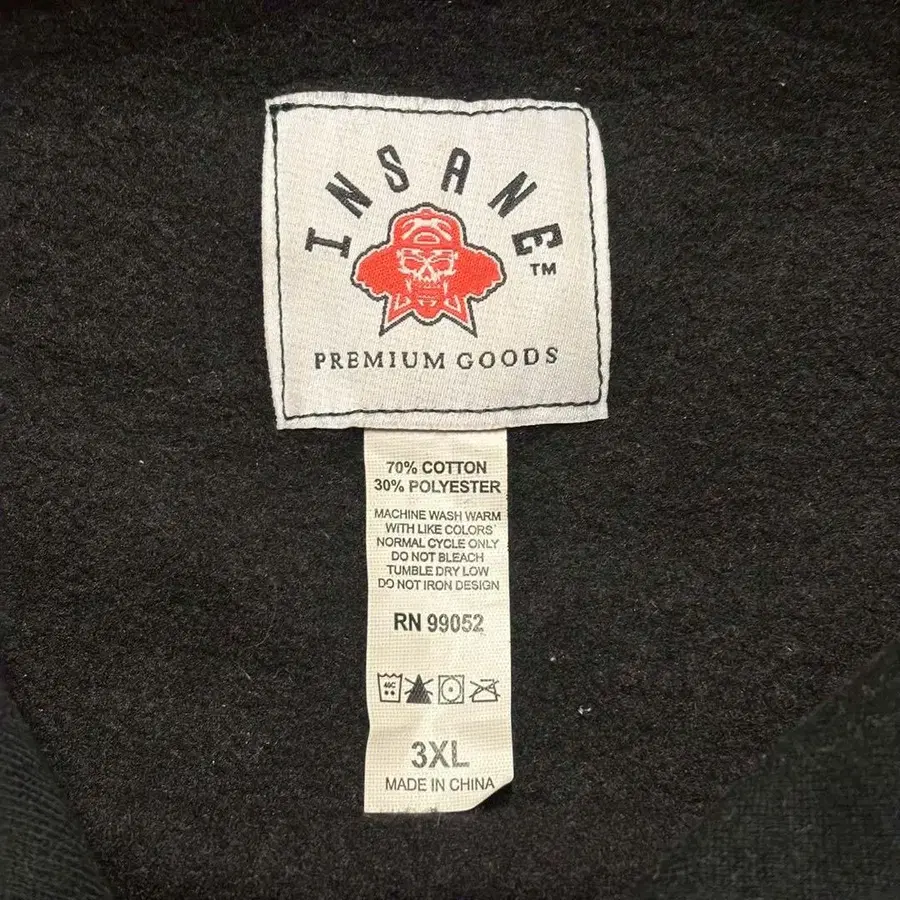 INSANE™
PREMIUM GOODS
70% COTTON
30% POLYESTER
MACHINE WASH WARM
WITH LIKE COLORS
NORMAL CYCLE ONLY
DO NOT BLEACH
TUMBLE DRY LOW
DO NOT IRON DESIGN
RN 99052
40C
3XL
MADE IN CHINA